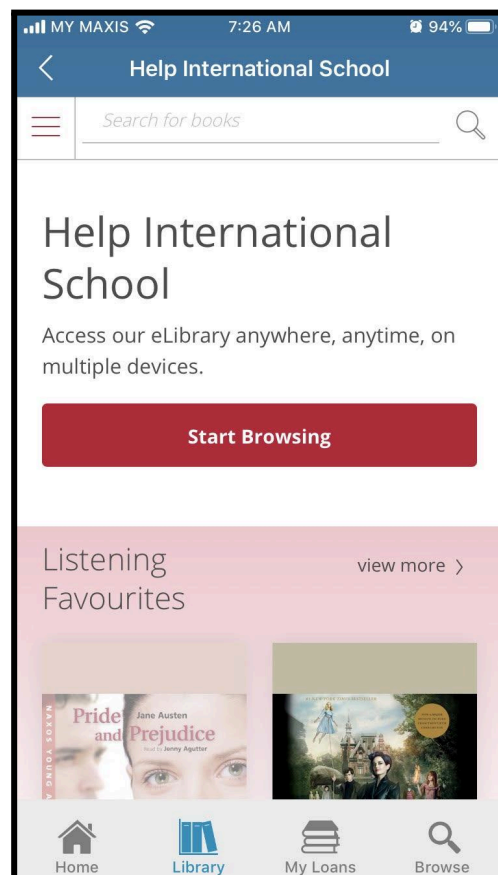 MY MAXIS 7:26 AM 94%
Help International School
Search for books
Help International
School
Access our eLibrary anywhere, anytime, on
multiple devices.
Start Browsing
Listening
Favourites
view more
Pride
and Prejudice
Jane Austen
Read by Jenny Agutter
NAXOS YOUNG A
Home Library My Loans Browse